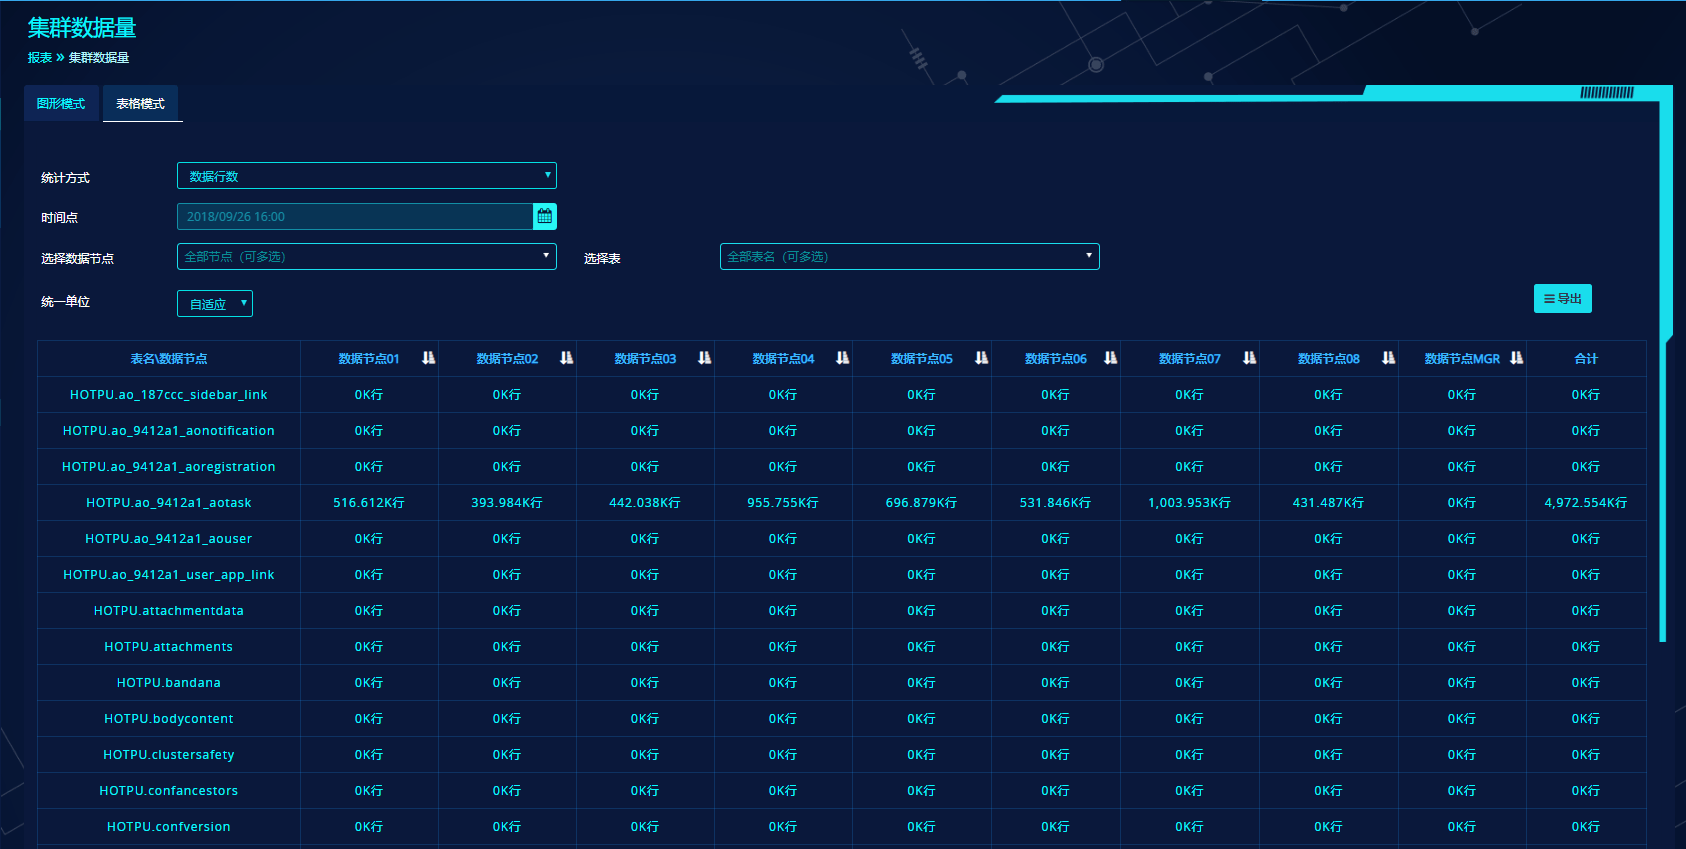 集群数据量
报表 » 集群数据量
图形模式 表格模式
统计方式 数据行数
时间点 2018/09/26 16:00
选择数据节点 全部节点（可多选） 选择表 全部表名（可多选）
统一单位 自适应 导出
表名\数据节点 数据节点01 数据节点02 数据节点03 数据节点04 数据节点05 数据节点06 数据节点07 数据节点08 数据节点MGR 合计
HOTPU.ao_187ccc_sidebar_link 0K行 0K行 0K行 0K行 0K行 0K行 0K行 0K行 0K行 0K行
HOTPU.ao_9412a1_aonotification 0K行 0K行 0K行 0K行 0K行 0K行 0K行 0K行 0K行 0K行
HOTPU.ao_9412a1_aoregistration 0K行 0K行 0K行 0K行 0K行 0K行 0K行 0K行 0K行 0K行
HOTPU.ao_9412a1_aotask 516.612K行 393.984K行 442.038K行 955.755K行 696.879K行 531.846K行 1,003.953K行 431.487K行 0K行 4,972.554K行
HOTPU.ao_9412a1_aouser 0K行 0K行 0K行 0K行 0K行 0K行 0K行 0K行 0K行 0K行
HOTPU.ao_9412a1_user_app_link 0K行 0K行 0K行 0K行 0K行 0K行 0K行 0K行 0K行 0K行
HOTPU.attachmentdata 0K行 0K行 0K行 0K行 0K行 0K行 0K行 0K行 0K行 0K行
HOTPU.attachments 0K行 0K行 0K行 0K行 0K行 0K行 0K行 0K行 0K行 0K行
HOTPU.bandana 0K行 0K行 0K行 0K行 0K行 0K行 0K行 0K行 0K行 0K行
HOTPU.bodycontent 0K行 0K行 0K行 0K行 0K行 0K行 0K行 0K行 0K行 0K行
HOTPU.clustersafety 0K行 0K行 0K行 0K行 0K行 0K行 0K行 0K行 0K行 0K行
HOTPU.confancestors 0K行 0K行 0K行 0K行 0K行 0K行 0K行 0K行 0K行 0K行
HOTPU.confversion 0K行 0K行 0K行 0K行 0K行 0K行 0K行 0K行 0K行 0K行